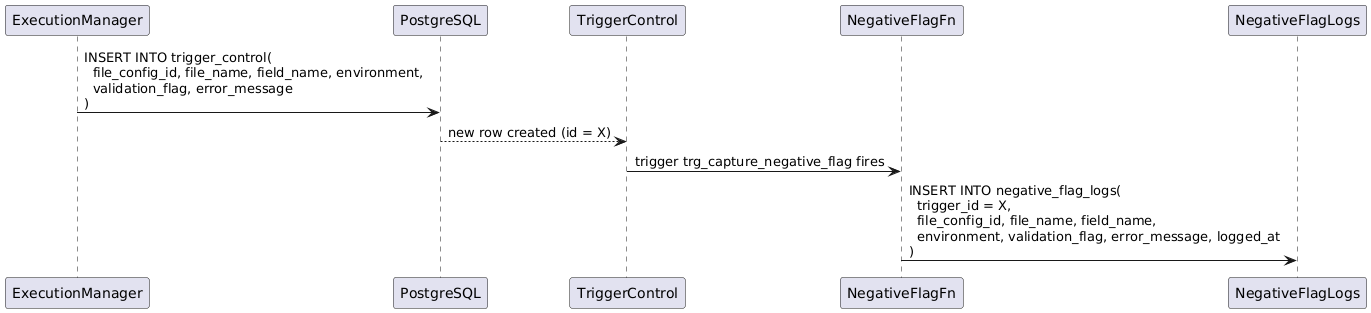 ExecutionManager PostgreSQL TriggerControl NegativeFlagFn NegativeFlagLogs
INSERT INTO trigger_control(
  file_config_id, file_name, field_name, environment,
  validation_flag, error_message
)
new row created (id = X)
trigger trg_capture_negative_flag fires
INSERT INTO negative_flag_logs(
  trigger_id = X,
  file_config_id, file_name, field_name,
  environment, validation_flag, error_message, logged_at
)
ExecutionManager PostgreSQL TriggerControl NegativeFlagFn NegativeFlagLogs